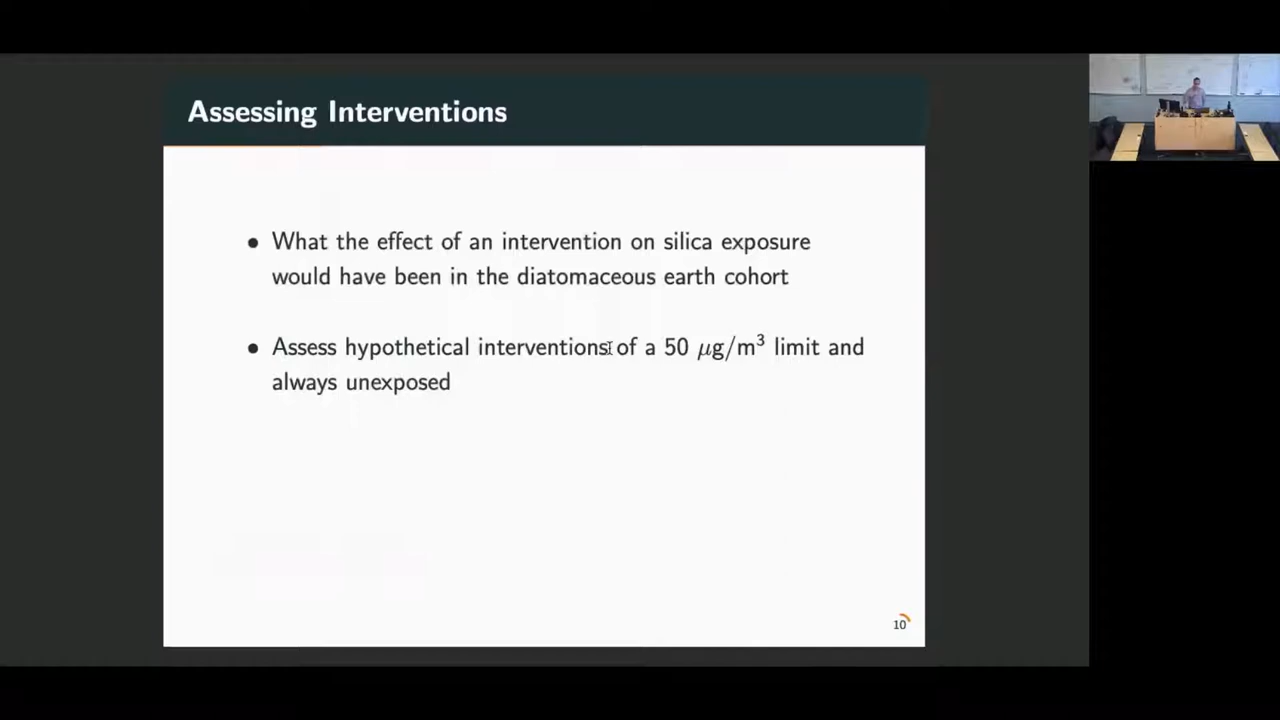 Assessing Interventions
• What the effect of an intervention on silica exposure
would have been in the diatomaceous earth cohort
• Assess hypothetical interventions of a 50 μg/m³ limit and
always unexposed
10